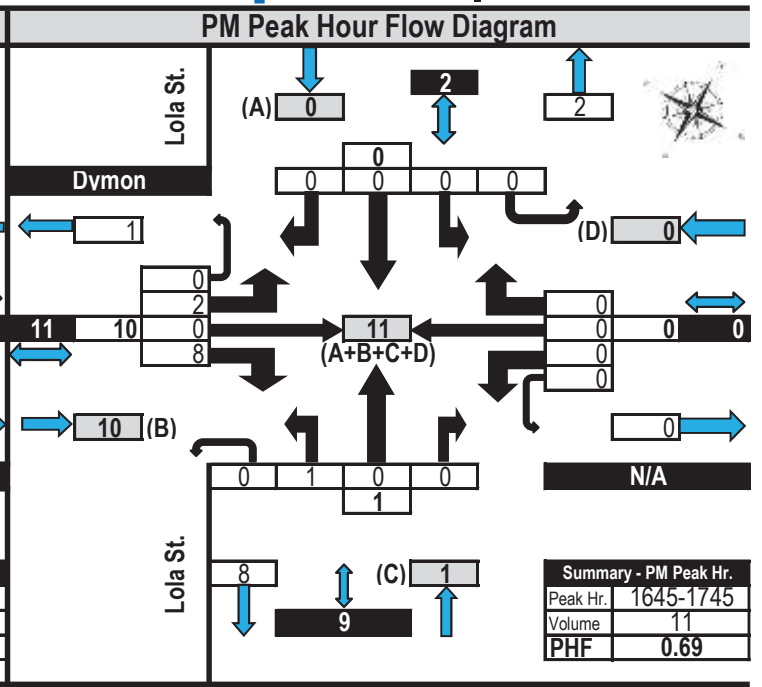 PM Peak Hour Flow Diagram
Lola St.
(A) 0
2
2
0
0 0 0 0
Dymon
1
(D) 0
0
2
11 10 0
8
11
(A+B+C+D)
0
0 0 0
0
0
10 (B)
0
0 1 0 0
1
N/A
Lola St.
8
(C) 1
9
Summary - PM Peak Hr.
Peak Hr. 1645-1745
Volume 11
PHF 0.69